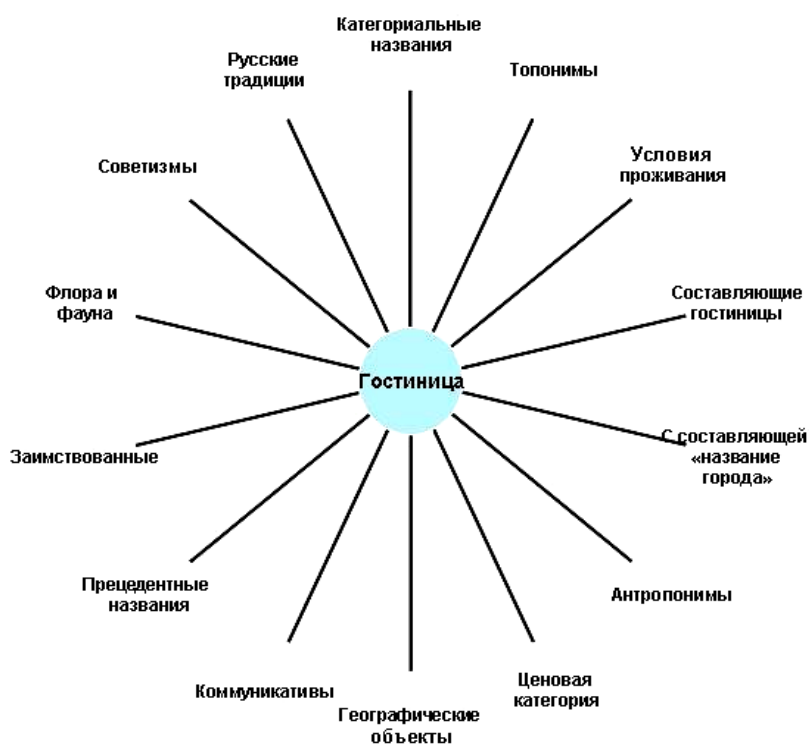 Категориальные
названия
Топонимы
Условия
проживания
Составляющие
гостиницы
С составляющей
«название
города»
Антропонимы
Ценовая
категория
Географические
объекты
Коммуникативы
Прецедентные
названия
Заимствованные
Флора и
фауна
Советизмы
Русские
традиции
Гостиница